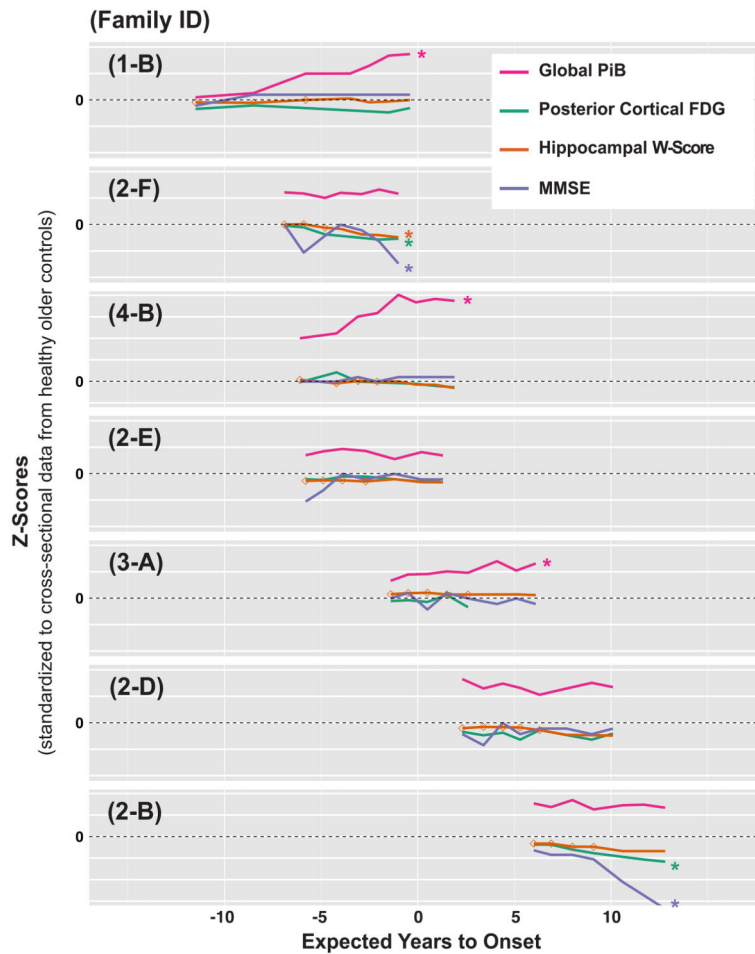 (Family ID)
(1-B)
0
*
Global PiB
Posterior Cortical FDG
Hippocampal W-Score
MMSE
(2-F)
0
*
*
*
(4-B)
0
*
(2-E)
0
(3-A)
0
*
(2-D)
0
(2-B)
0
*
*
Z-Scores
(standardized to cross-sectional data from healthy older controls)
-10 -5 0 5 10
Expected Years to Onset